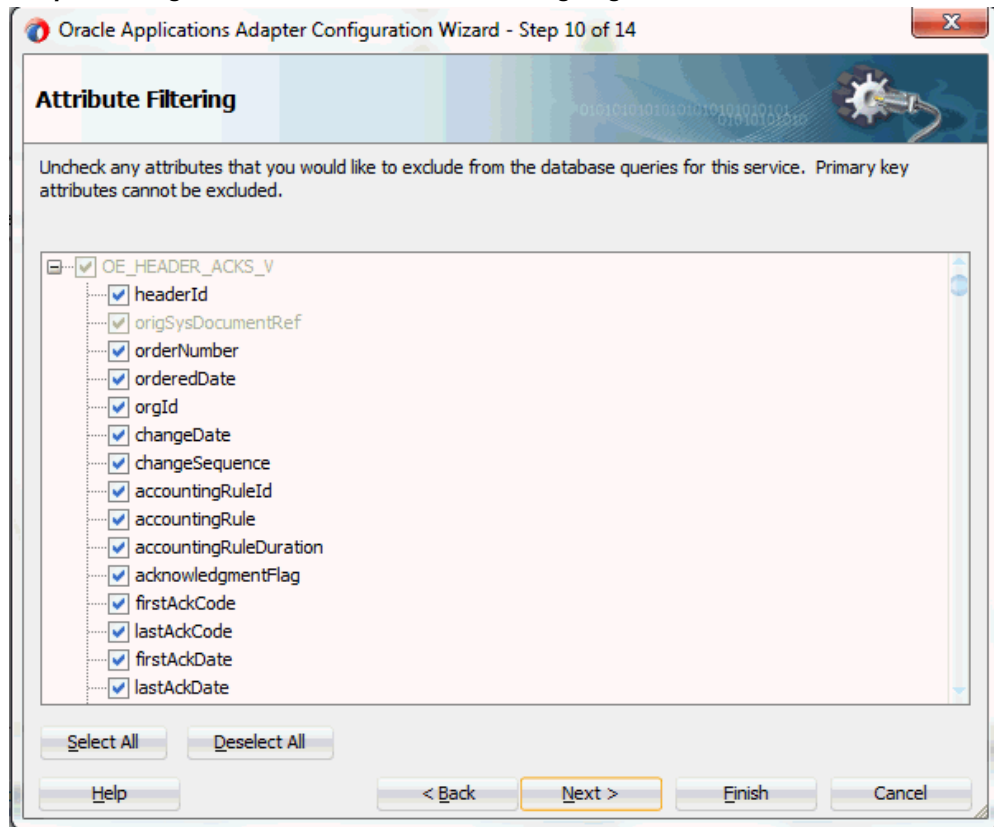 Oracle Applications Adapter Configuration Wizard - Step 10 of 14
Attribute Filtering
Uncheck any attributes that you would like to exclude from the database queries for this service. Primary key
attributes cannot be excluded.
OE_HEADER_ACKS_V
headerId
origSysDocumentRef
orderNumber
orderedDate
orgId
changeDate
changeSequence
accountingRuleId
accountingRule
accountingRuleDuration
acknowledgmentFlag
firstAckCode
lastAckCode
firstAckDate
lastAckDate
Select All Deselect All
Help < Back Next > Finish Cancel